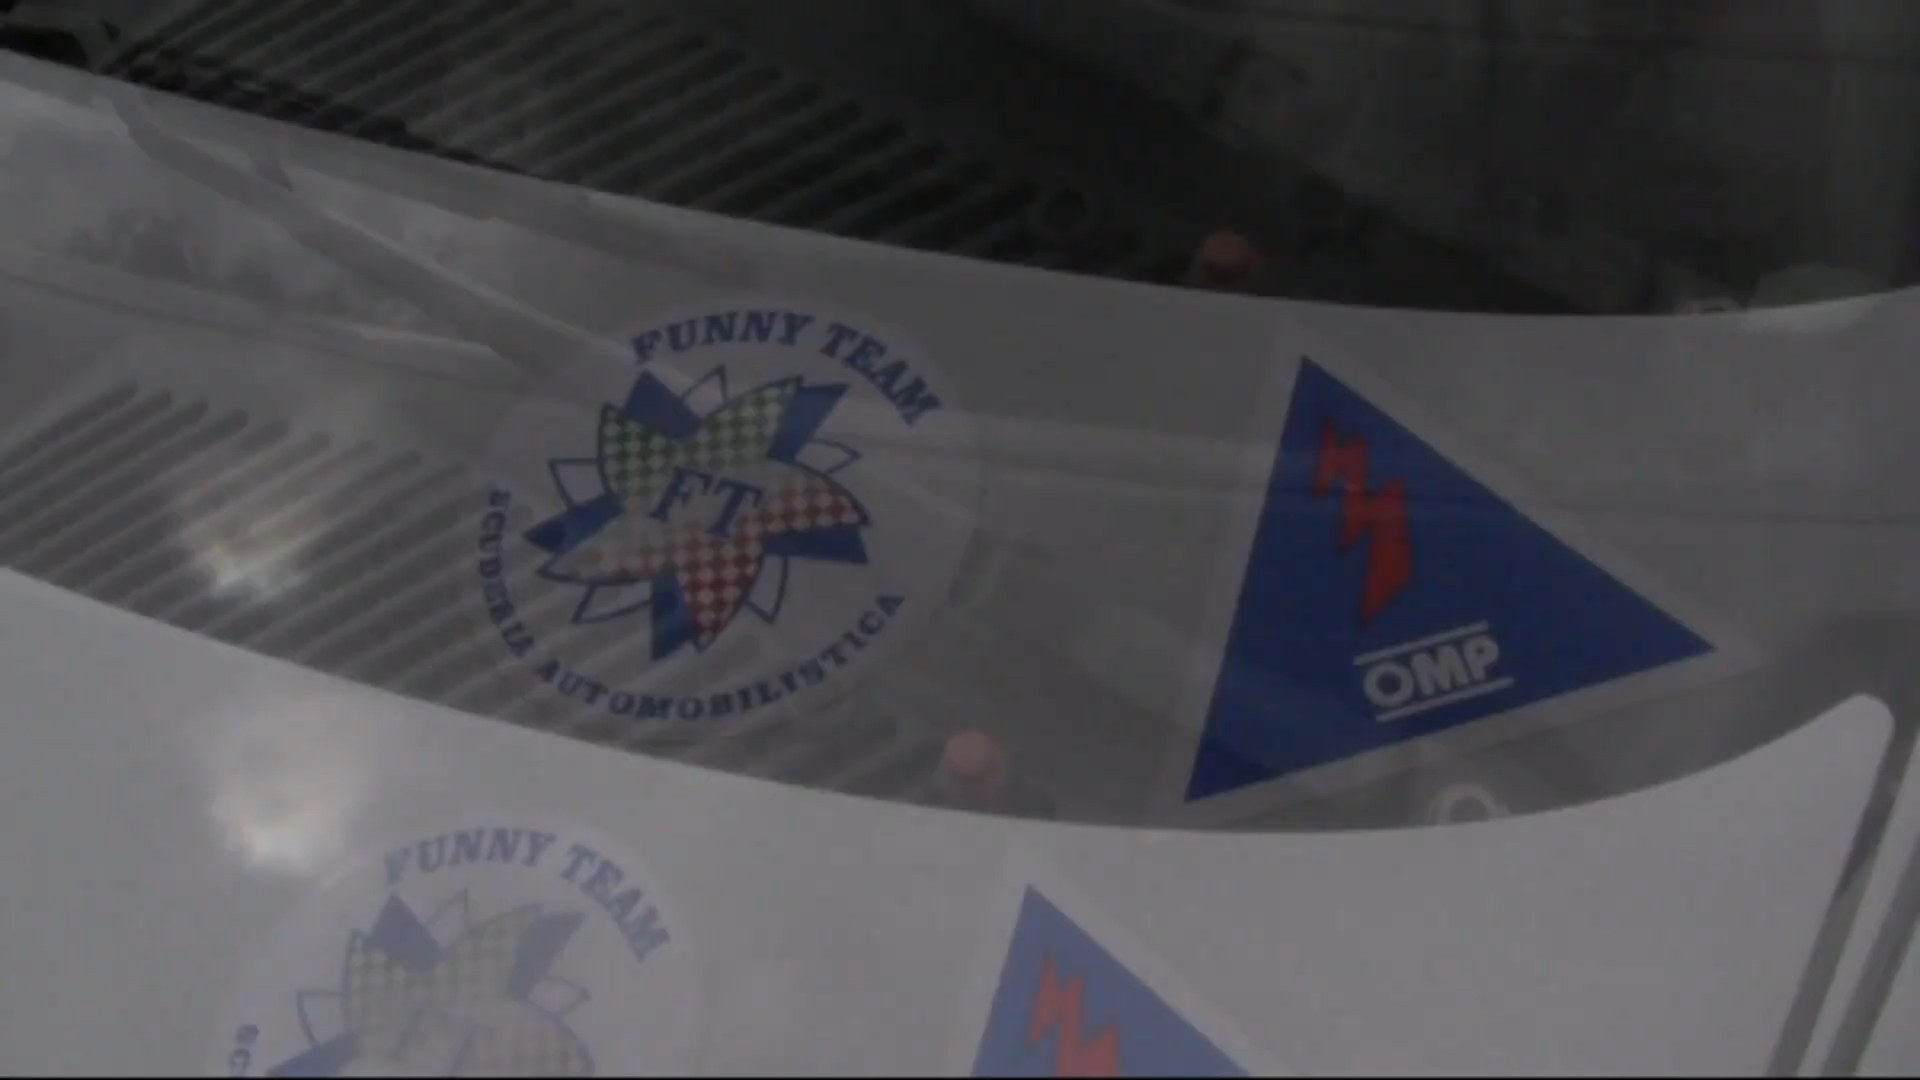 FUNNY TEAM
FT
SCUDERIA AUTOMOBILISTICA
OMP
FUNNY TEAM